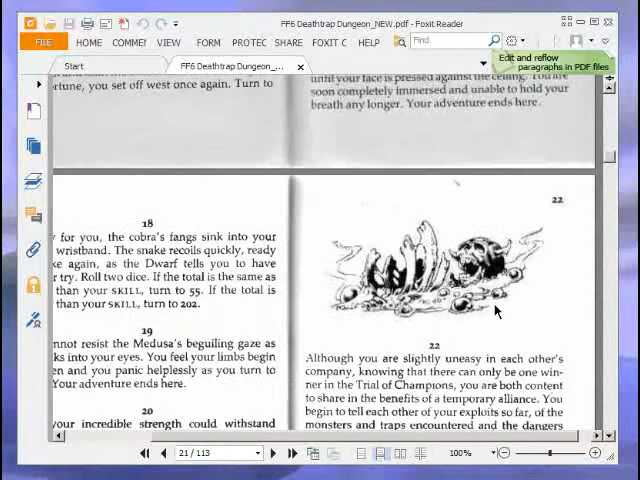 FF6 Deathtrap Dungeon_NEW.pdf - Foxit Reader
FILE HOME COMMEN VIEW FORM PROTEC SHARE FOXIT C HELP Find
Edit and reflow
paragraphs in PDF files
Start FF6 Deathtrap Dungeon_...
ortune, you set off west once again. Turn to
until your face is pressed against the ceiling. You are
soon completely immersed and unable to hold your
breath any longer. Your adventure ends here.
18
for you, the cobra's fangs sink into your
wristband. The snake recoils quickly, ready
ke again, as the Dwarf tells you to have
r try. Roll two dice. If the total is the same as
than your SKILL, turn to 55. If the total is
than your SKILL, turn to 202.
19
nnot resist the Medusa's beguiling gaze as
ks into your eyes. You feel your limbs begin
en and you panic helplessly as you turn to
Your adventure ends here.
20
your incredible strength could withstand
22
22
Although you are slightly uneasy in each other's
company, knowing that there can only be one win-
ner in the Trial of Champions, you are both content
to share in the benefits of a temporary alliance. You
begin to tell each other of your exploits so far, of the
monsters and traps encountered and the dangers
21 / 113 100%